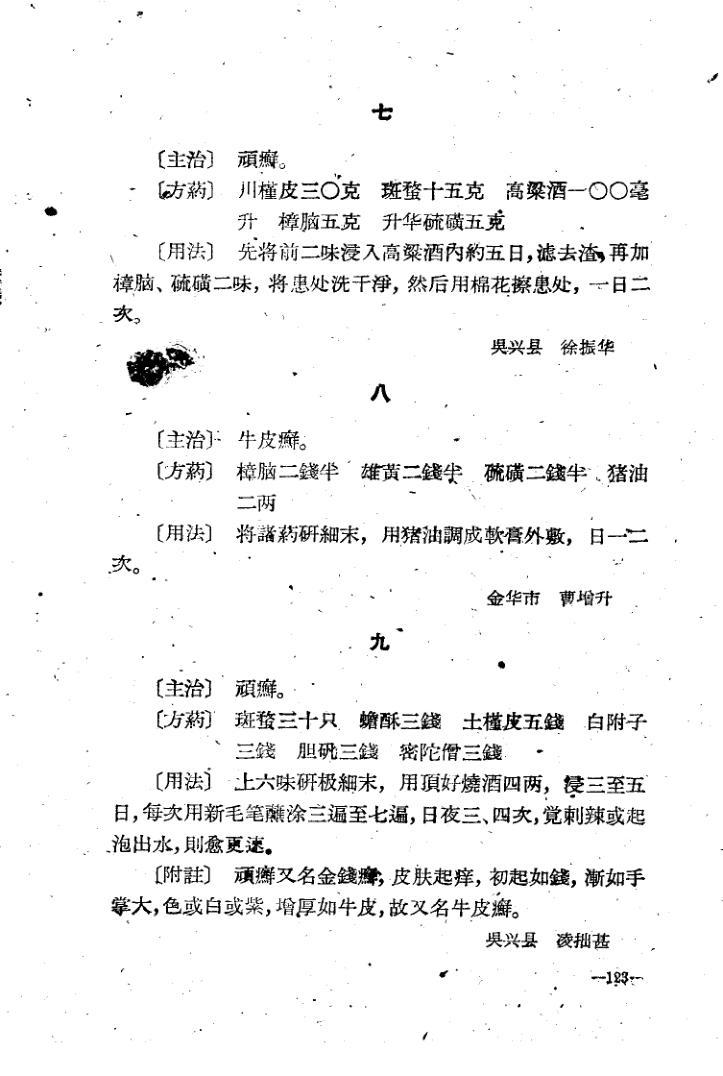 七
〔主治〕 頑癬。
〔方葯〕 川槿皮三〇克 斑蝥十五克 高粱酒一〇〇毫
升 樟脑五克 升华硫磺五克
〔用法〕 先将前二味浸入高粱酒內約五日，滤去渣，再加
樟脑、硫磺二味，将患处洗干淨，然后用棉花擦患处，一日二
次。
吳兴县 徐振华
八
〔主治〕 牛皮癬。
〔方葯〕 樟脑二錢半 雄黃二錢半 硫磺二錢半 猪油
二两
〔用法〕 将諸葯硏細末，用猪油調成軟膏外敷，日一二
次。
金华市 曹增升
九
〔主治〕 頑癬。
〔方葯〕 斑蝥三十只 蟾酥三錢 土槿皮五錢 白附子
三錢 胆矾三錢 密陀僧三錢
〔用法〕 上六味硏极細末，用頂好燒酒四两，浸三至五
日，每次用新毛笔蘸涂三遍至七遍，日夜三、四次，觉刺辣或起
泡出水，則愈更速。
〔附註〕 頑癬又名金錢癬，皮肤起痒，初起如錢，漸如手
掌大，色或白或紫，增厚如牛皮，故又名牛皮癬。
吳兴县 凌拙甚
—123—